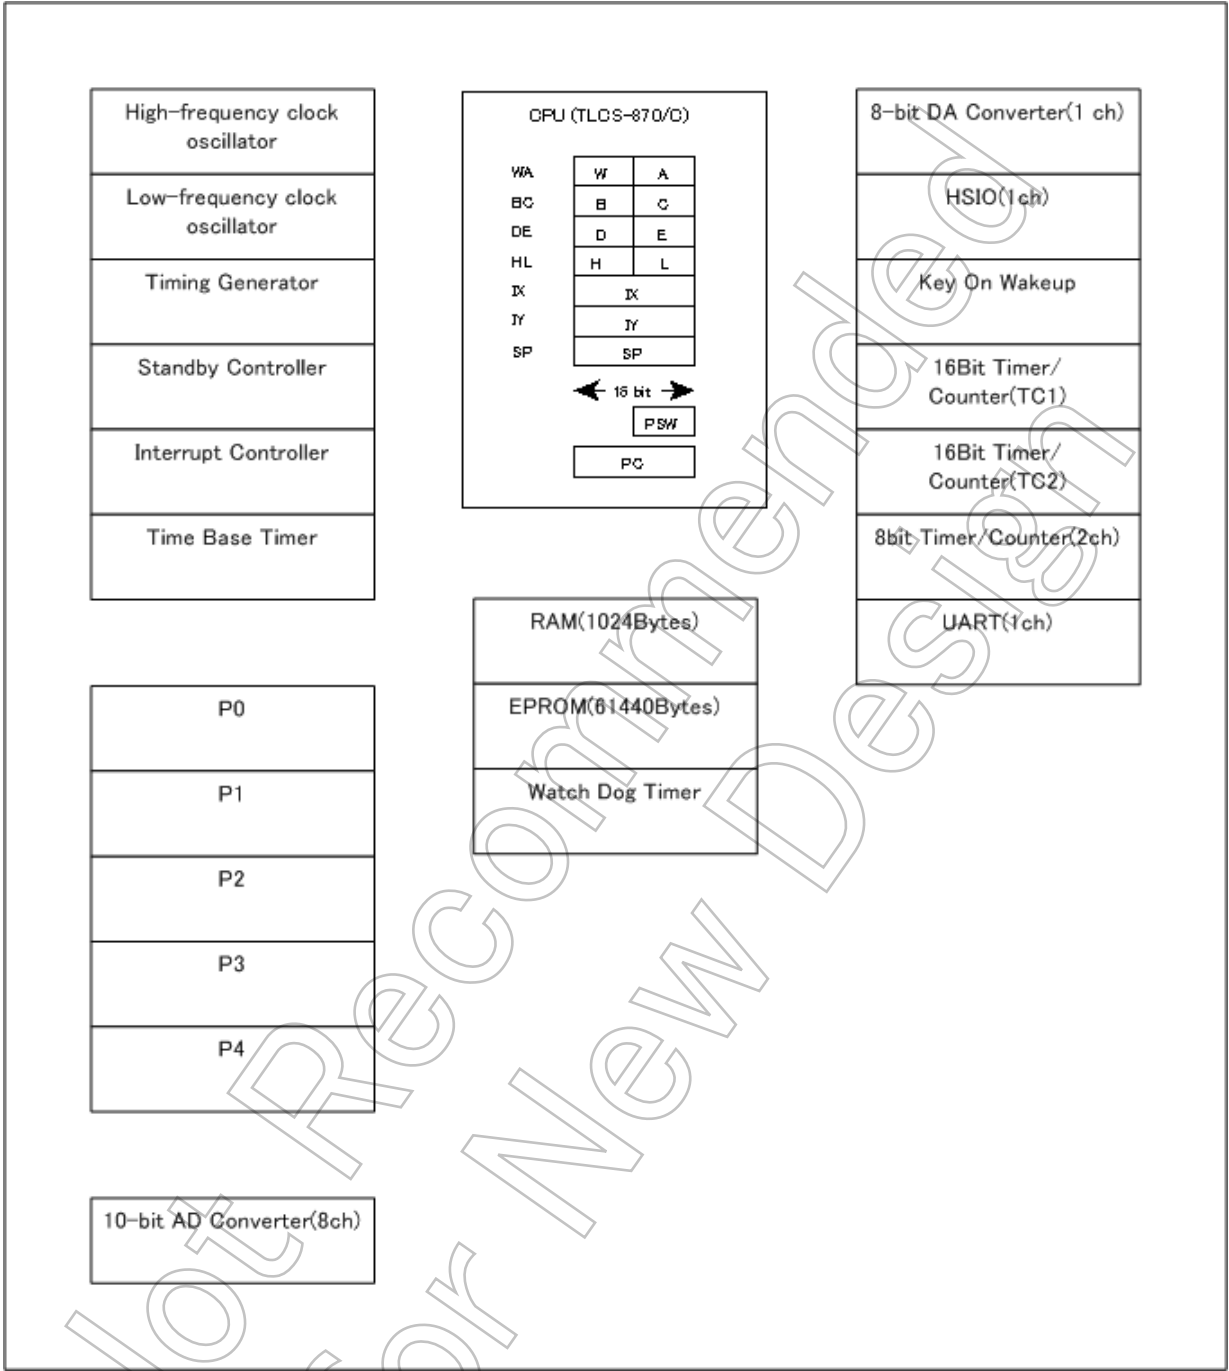 High-frequency clock
oscillator
Low-frequency clock
oscillator
Timing Generator
Standby Controller
Interrupt Controller
Time Base Timer
P0
P1
P2
P3
P4
10-bit AD Converter(8ch)
CPU (TLCS-870/C)
WA W A
BC B C
DE D E
HL H L
IX IX
IY IY
SP SP
16 bit
PSW
PC
RAM(1024Bytes)
EPROM(61440Bytes)
Watch Dog Timer
8-bit DA Converter(1 ch)
HSIO(1ch)
Key On Wakeup
16Bit Timer/
Counter(TC1)
16Bit Timer/
Counter(TC2)
8bit Timer/Counter(2ch)
UART(1ch)
Not Recommended
for New Design